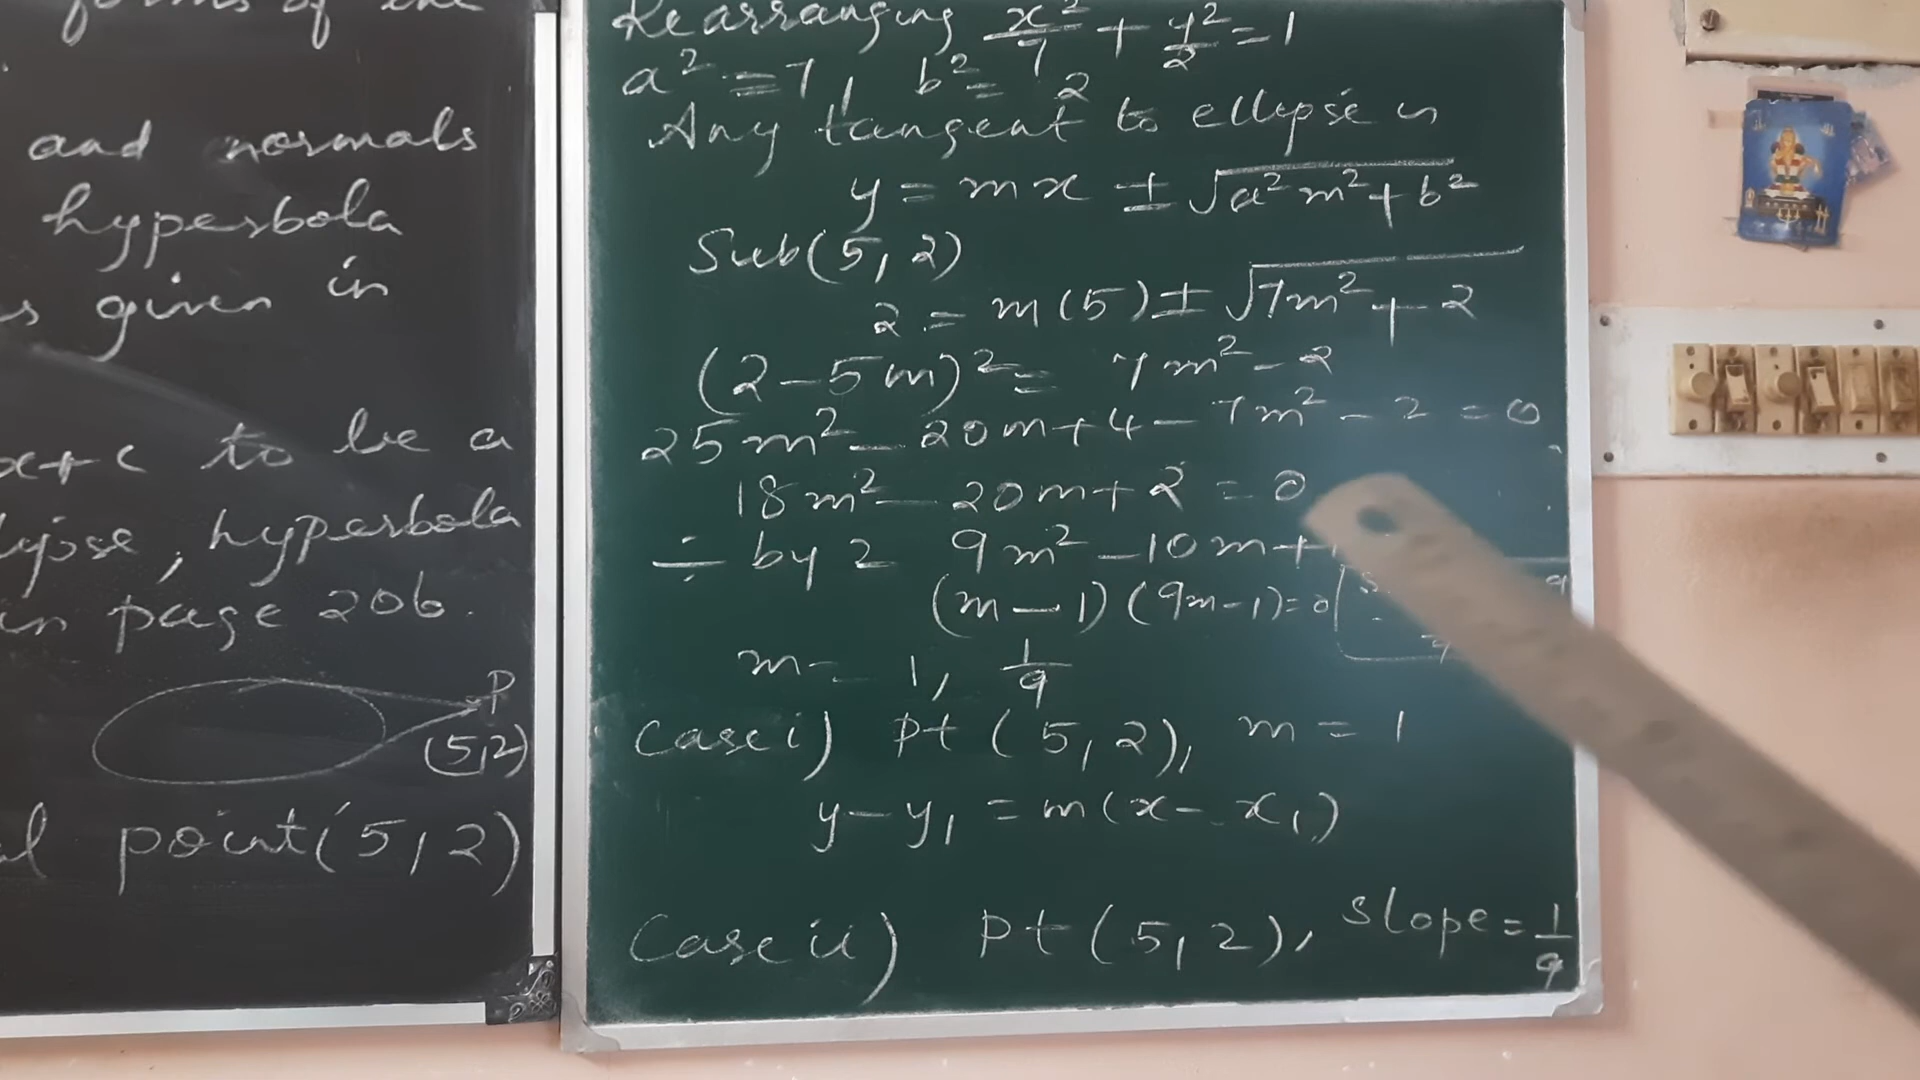 forms of the
and normals
hyperbola
s given in
x+c to be a
lipse, hyperbola
in page 206.
P
(5,2)
l point (5,2)
Rearranging x²/7 + y²/2 = 1
a² = 7, b² = 2
Any tangent to ellipse is
y = mx ± √a²m²+b²
Sub (5,2)
2 = m(5) ± √7m²+2
(2-5m)² = 7m²-2
25m²-20m+4-7m²-2=0
18m²-20m+2=0
÷ by 2 9m²-10m+
(m-1)(9m-1)=0
m= 1, 1/9
Case i) Pt (5,2), m = 1
y-y₁ = m(x-x₁)
Case ii) Pt (5,2), slope = 1/9